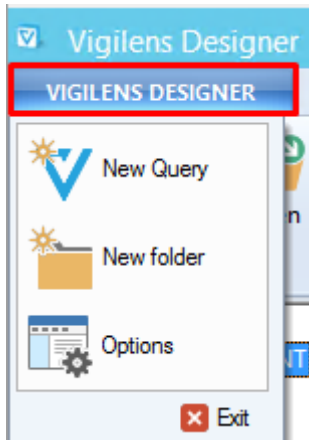 Vigilens Designer
VIGILENS DESIGNER
New Query
New folder
Options
Exit